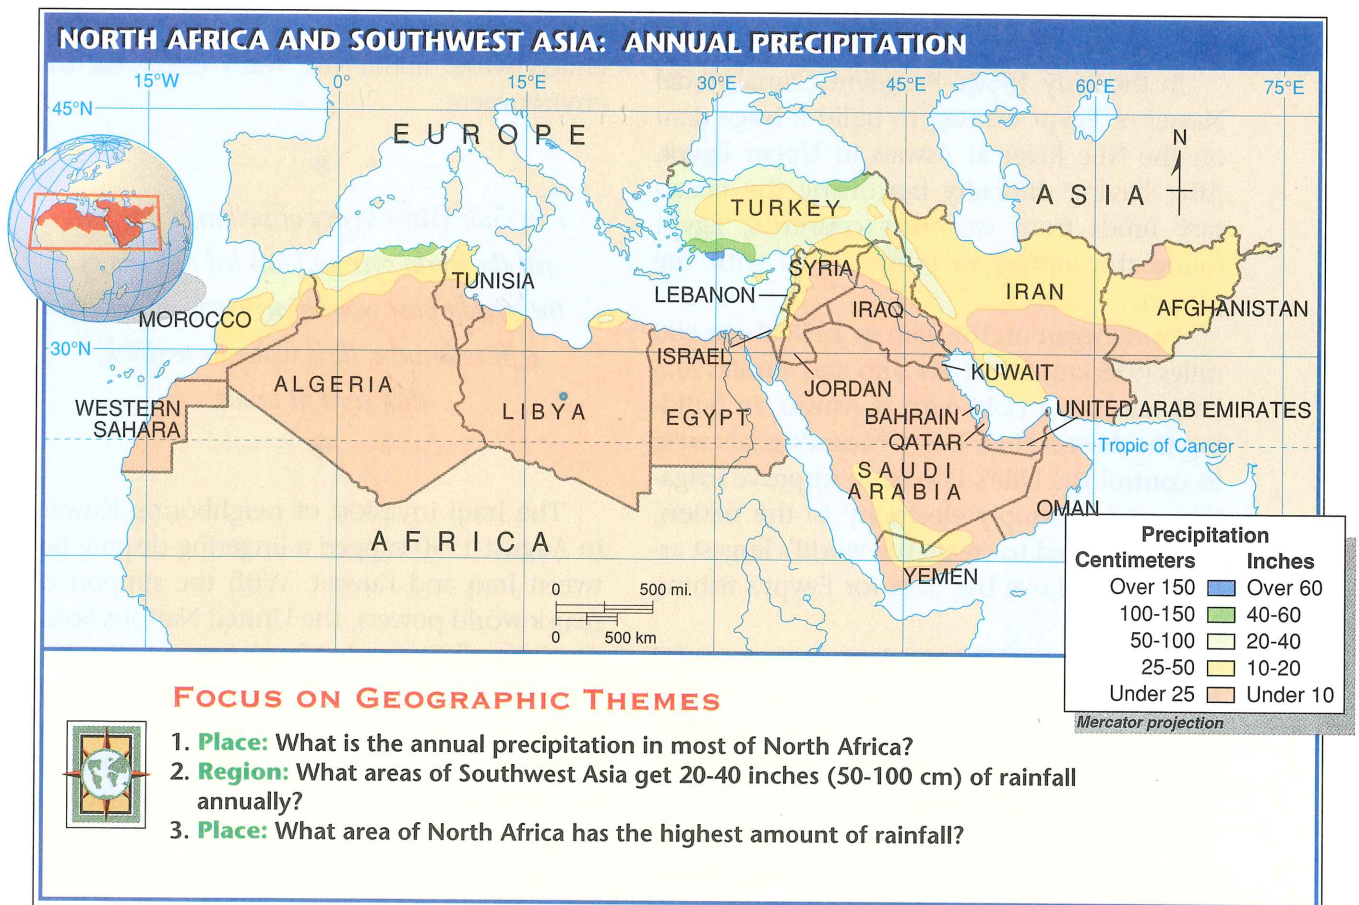 NORTH AFRICA AND SOUTHWEST ASIA: ANNUAL PRECIPITATION
15°W 0° 15°E 30°E 45°E 60°E 75°E
45°N
EUROPE
N
ASIA
TURKEY
TUNISIA
SYRIA
LEBANON
IRAN
AFGHANISTAN
MOROCCO
IRAQ
30°N
ISRAEL
KUWAIT
ALGERIA
JORDAN
LIBYA
EGYPT
BAHRAIN
UNITED ARAB EMIRATES
WESTERN
SAHARA
QATAR
Tropic of Cancer
SAUDI
ARABIA
OMAN
AFRICA
YEMEN
0 500 mi.
0 500 km
Precipitation
Centimeters Inches
Over 150 Over 60
100-150 40-60
50-100 20-40
25-50 10-20
Under 25 Under 10
Mercator projection
FOCUS ON GEOGRAPHIC THEMES
1. Place: What is the annual precipitation in most of North Africa?
2. Region: What areas of Southwest Asia get 20-40 inches (50-100 cm) of rainfall
annually?
3. Place: What area of North Africa has the highest amount of rainfall?